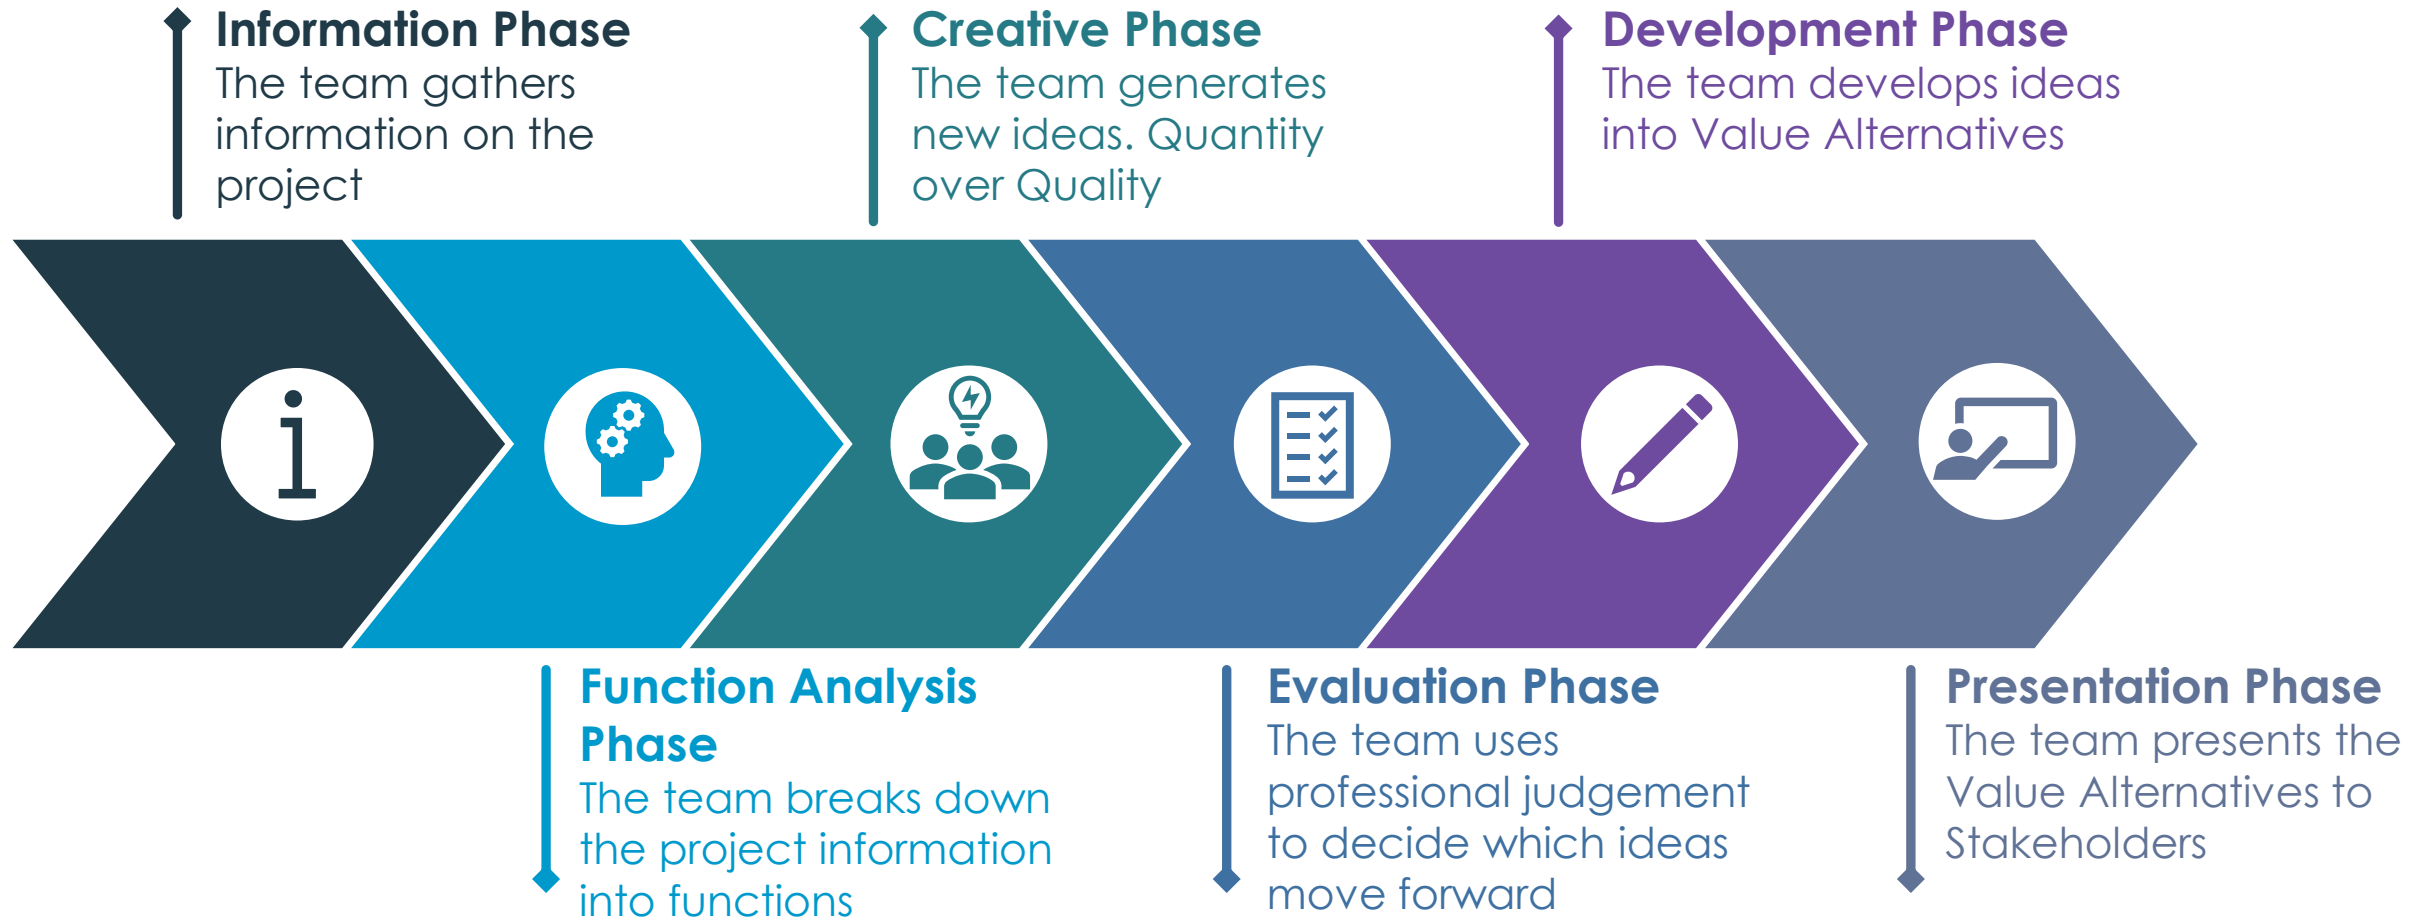 Information Phase
The team gathers
information on the
project
Creative Phase
The team generates
new ideas. Quantity
over Quality
Development Phase
The team develops ideas
into Value Alternatives
i
Function Analysis
Phase
The team breaks down
the project information
into functions
Evaluation Phase
The team uses
professional judgement
to decide which ideas
move forward
Presentation Phase
The team presents the
Value Alternatives to
Stakeholders